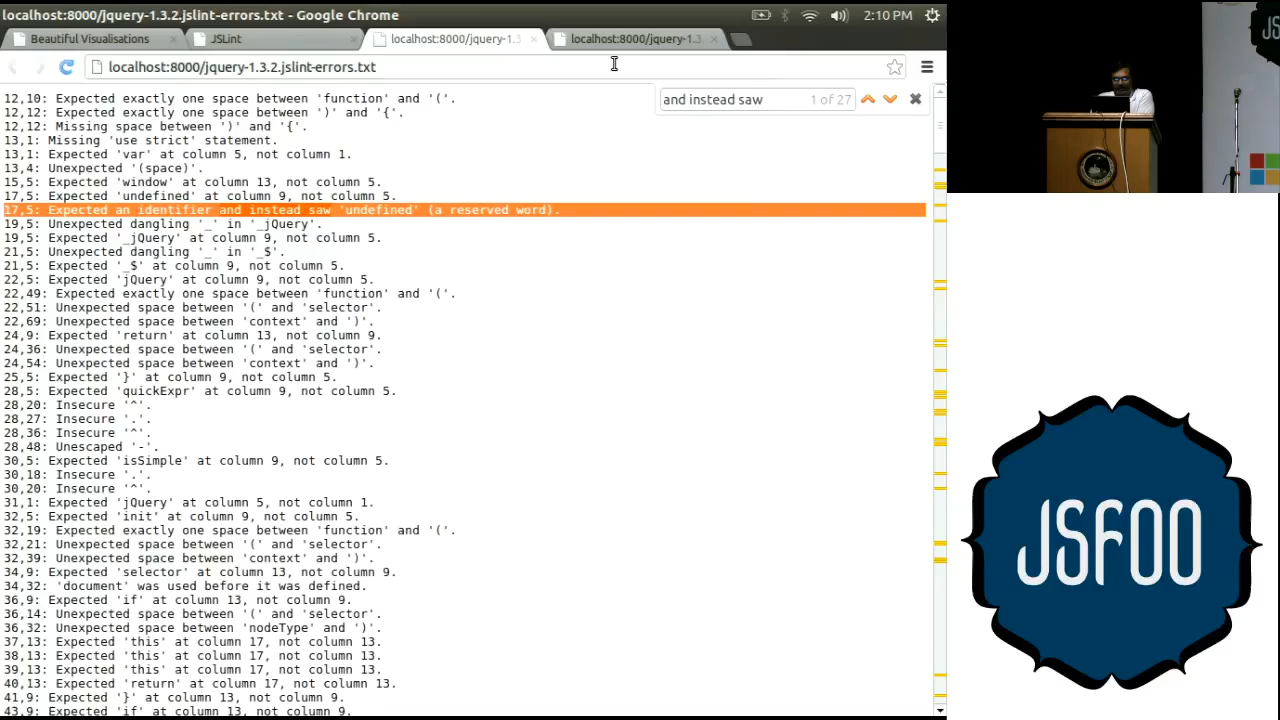 localhost:8000/jquery-1.3.2.jslint-errors.txt - Google Chrome
2:10 PM
Beautiful Visualisations
JSLint
localhost:8000/jquery-1.3
localhost:8000/jquery-1.3.
localhost:8000/jquery-1.3.2.jslint-errors.txt
and instead saw
1 of 27
12,10: Expected exactly one space between 'function' and '('.
12,12: Expected exactly one space between ')' and '{'.
12,12: Missing space between ')' and '{'.
13,1: Missing 'use strict' statement.
13,1: Expected 'var' at column 5, not column 1.
13,4: Unexpected '(space)'.
15,5: Expected 'window' at column 13, not column 5.
17,5: Expected 'undefined' at column 9, not column 5.
17,5: Expected an identifier and instead saw 'undefined' (a reserved word).
19,5: Unexpected dangling '_' in '_jQuery'.
19,5: Expected '_jQuery' at column 9, not column 5.
21,5: Unexpected dangling '_' in '_$'.
21,5: Expected '_$' at column 9, not column 5.
22,5: Expected 'jQuery' at column 9, not column 5.
22,49: Expected exactly one space between 'function' and '('.
22,51: Unexpected space between '(' and 'selector'.
22,69: Unexpected space between 'context' and ')'.
24,9: Expected 'return' at column 13, not column 9.
24,36: Unexpected space between '(' and 'selector'.
24,54: Unexpected space between 'context' and ')'.
25,5: Expected '}' at column 9, not column 5.
28,5: Expected 'quickExpr' at column 9, not column 5.
28,20: Insecure '^'.
28,27: Insecure '.'.
28,36: Insecure '^'.
28,48: Unescaped '-'.
30,5: Expected 'isSimple' at column 9, not column 5.
30,18: Insecure '.'.
30,20: Insecure '^'.
31,1: Expected 'jQuery' at column 5, not column 1.
32,5: Expected 'init' at column 9, not column 5.
32,19: Expected exactly one space between 'function' and '('.
32,21: Unexpected space between '(' and 'selector'.
32,39: Unexpected space between 'context' and ')'.
34,9: Expected 'selector' at column 13, not column 9.
34,32: 'document' was used before it was defined.
36,9: Expected 'if' at column 13, not column 9.
36,14: Unexpected space between '(' and 'selector'.
36,32: Unexpected space between 'nodeType' and ')'.
37,13: Expected 'this' at column 17, not column 13.
38,13: Expected 'this' at column 17, not column 13.
39,13: Expected 'this' at column 17, not column 13.
40,13: Expected 'return' at column 17, not column 13.
41,9: Expected '}' at column 13, not column 9.
43,9: Expected 'if' at column 13, not column 9.
JS
JSFOO